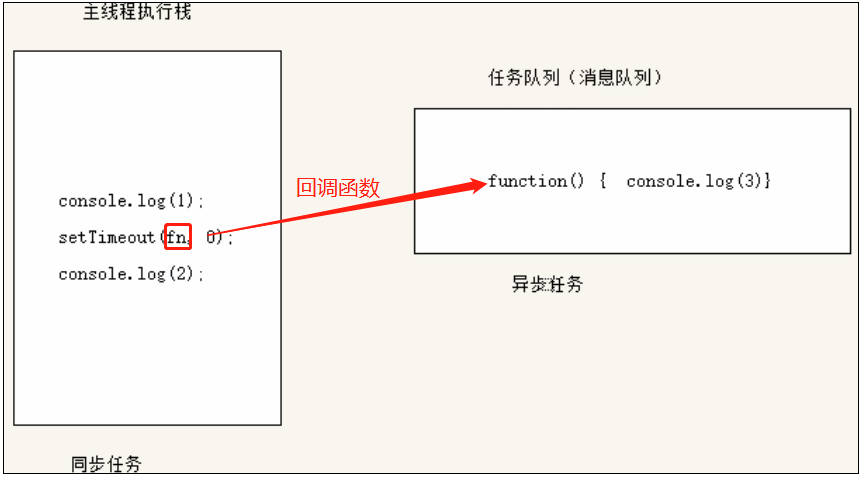 主线程执行栈
任务队列（消息队列）
console.log(1);
setTimeout(fn, 0);
console.log(2);
回调函数
function() {  console.log(3)}
异步任务
同步任务